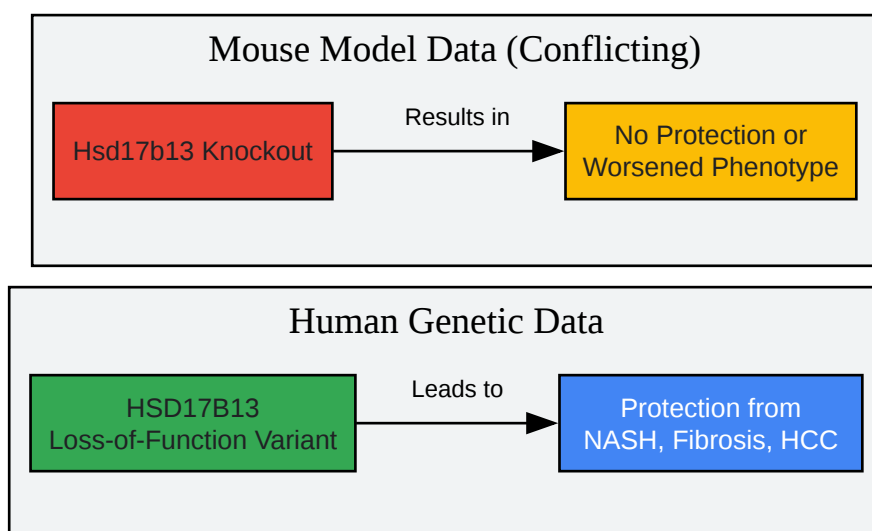 Mouse Model Data (Conflicting)
Hsd17b13 Knockout
Results in
No Protection or
Worsened Phenotype
Human Genetic Data
HSD17B13
Loss-of-Function Variant
Leads to
Protection from
NASH, Fibrosis, HCC